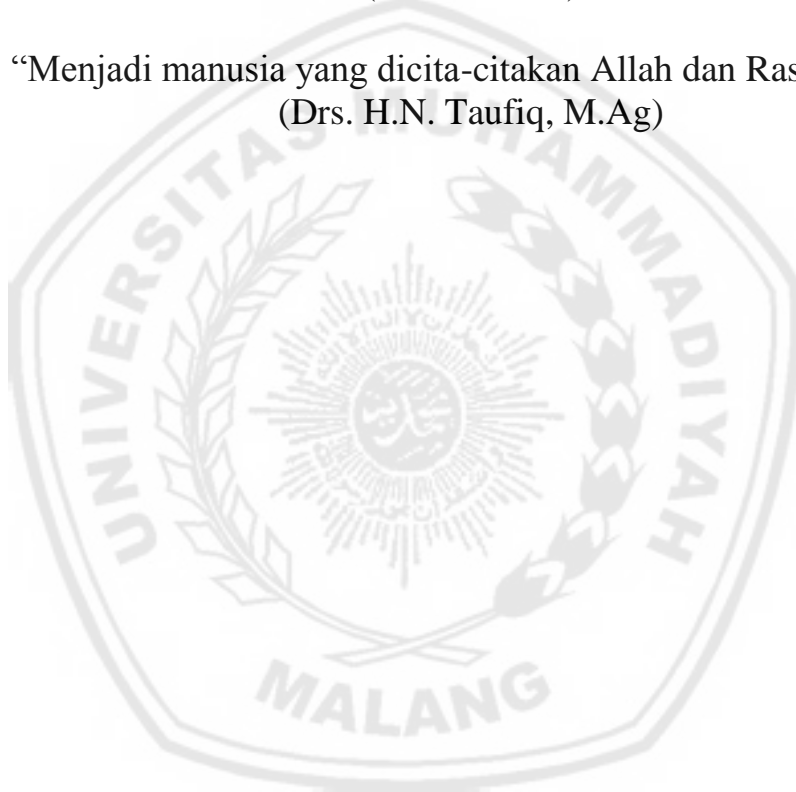 “Menjadi manusia yang dicita-citakan Allah dan Ras
(Drs. H.N. Taufiq, M.Ag)
UNIVERSITAS MUHAMMADIYAH
MALANG